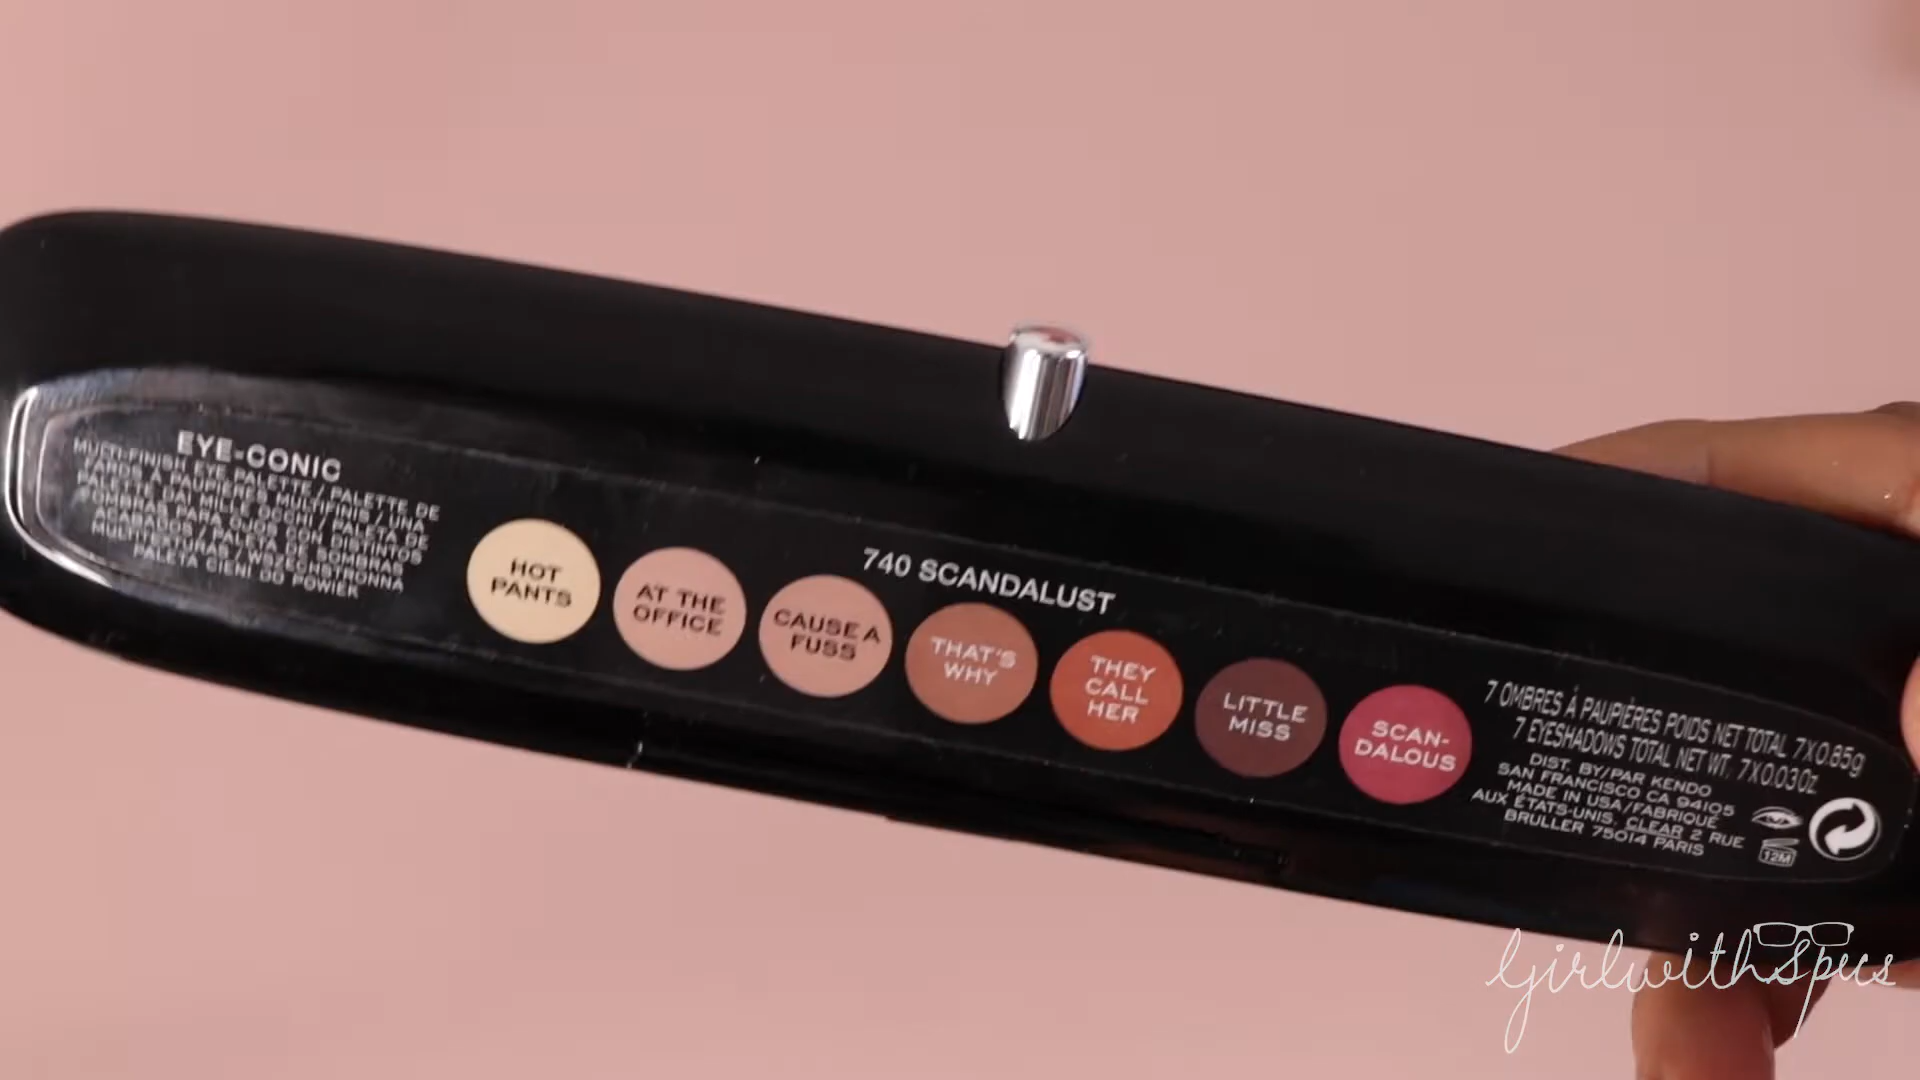 EYE-CONIC
MULTI-FINISH EYE PALETTE / PALETTE DE
FARDS À PAUPIÈRES MULTIFINIS / UNA
PALETTE DAI MILLE OCCHI / PALETA DE
SOMBRAS PARA OJOS CON DISTINTOS
ACABADOS / PALETA DE SOMBRAS
MULTITEXTURAS / WSZECHSTRONNA
PALETA CIENI DO POWIEK
740 SCANDALUST
HOT
PANTS
AT THE
OFFICE
CAUSE A
FUSS
THAT'S
WHY
THEY
CALL
HER
LITTLE
MISS
SCAN-
DALOUS
7 OMBRES À PAUPIÈRES POIDS NET TOTAL 7X0.85g
7 EYESHADOWS TOTAL NET WT. 7X0.03Oz
DIST. BY/PAR KENDO
SAN FRANCISCO CA 94105
MADE IN USA/FABRIQUÉ
AUX ÉTATS-UNIS. CLEAR 2 RUE
BRULLER 75014 PARIS
12M
girlwithspecs